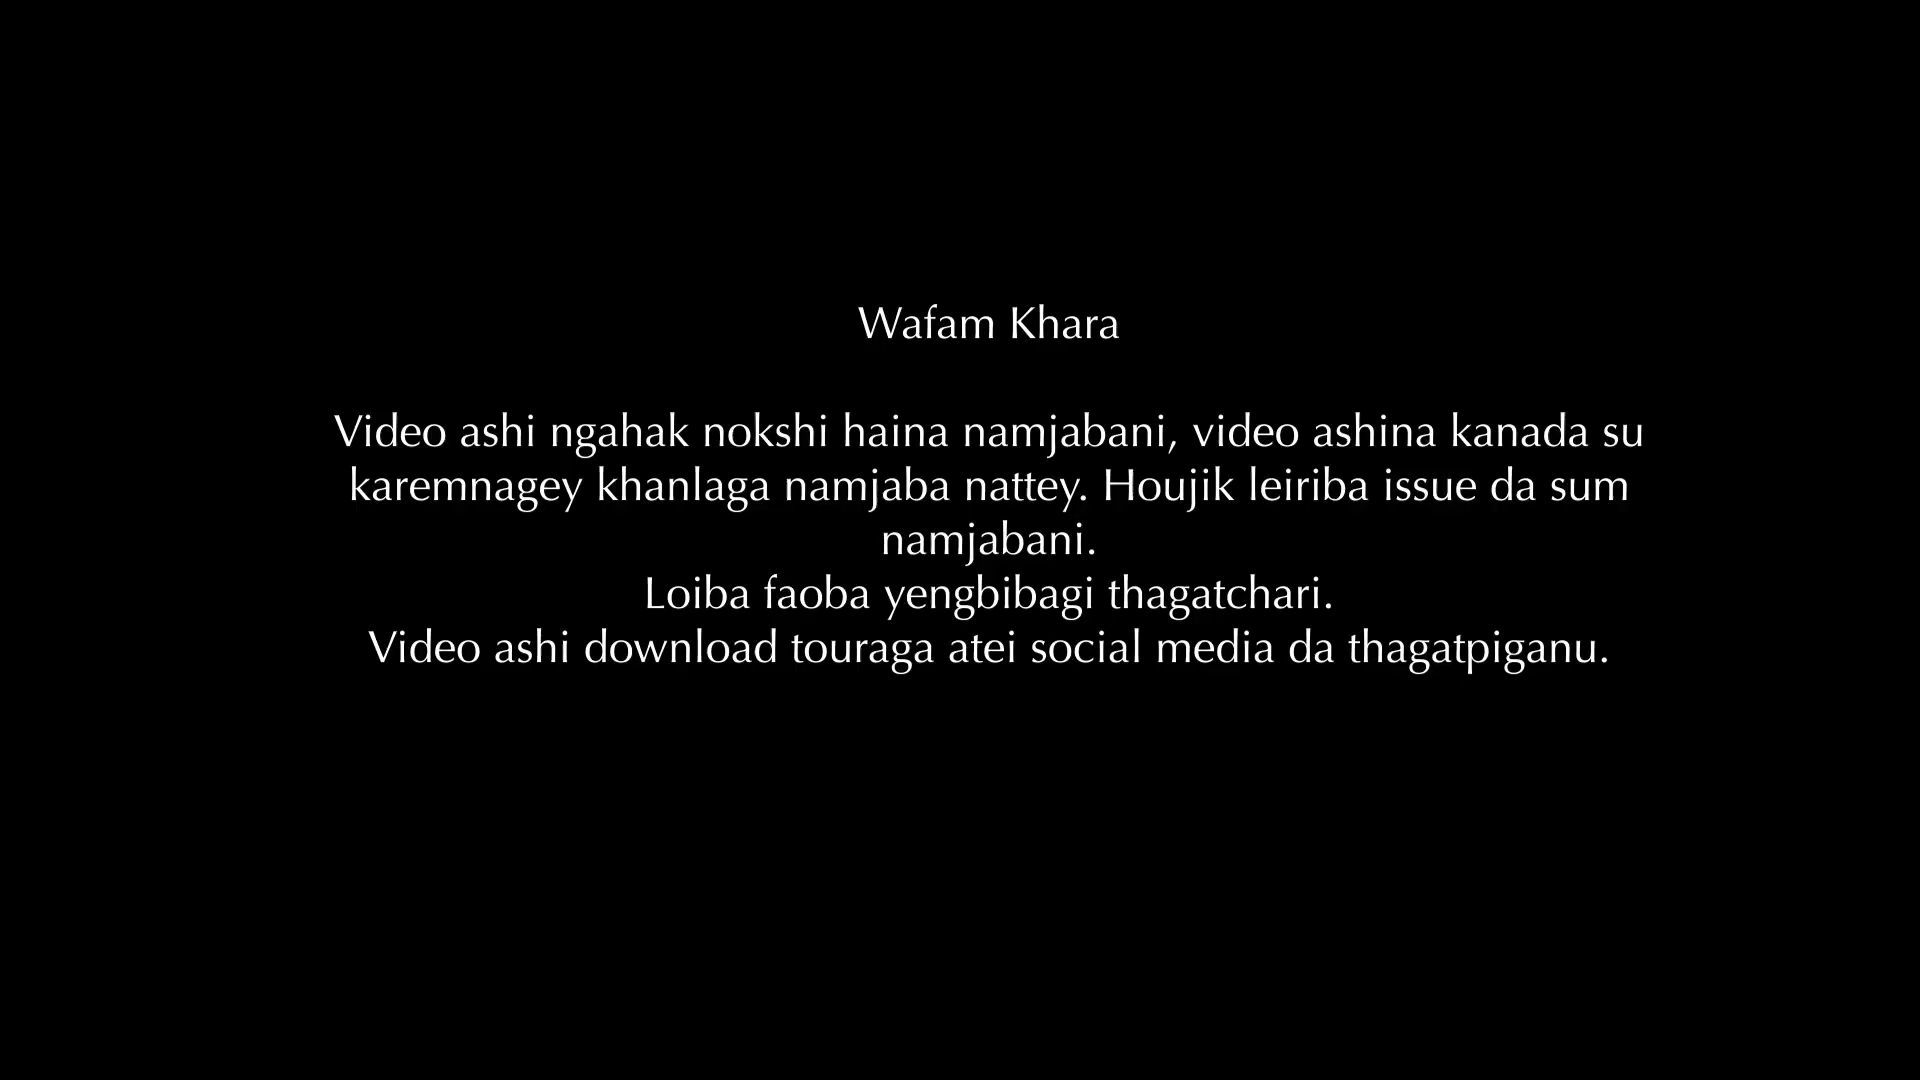 Wafam Khara
Video ashi ngahak nokshi haina namjabani, video ashina kanada su
karemnagey khanlaga namjaba nattey. Houjik leiriba issue da sum
namjabani.
Loiba faoba yengbibagi thagatchari.
Video ashi download touraga atei social media da thagatpiganu.